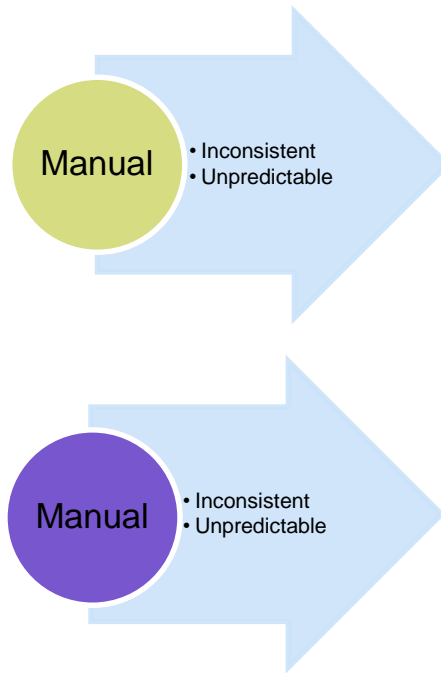 Manual
• Inconsistent
• Unpredictable
Manual
• Inconsistent
• Unpredictable